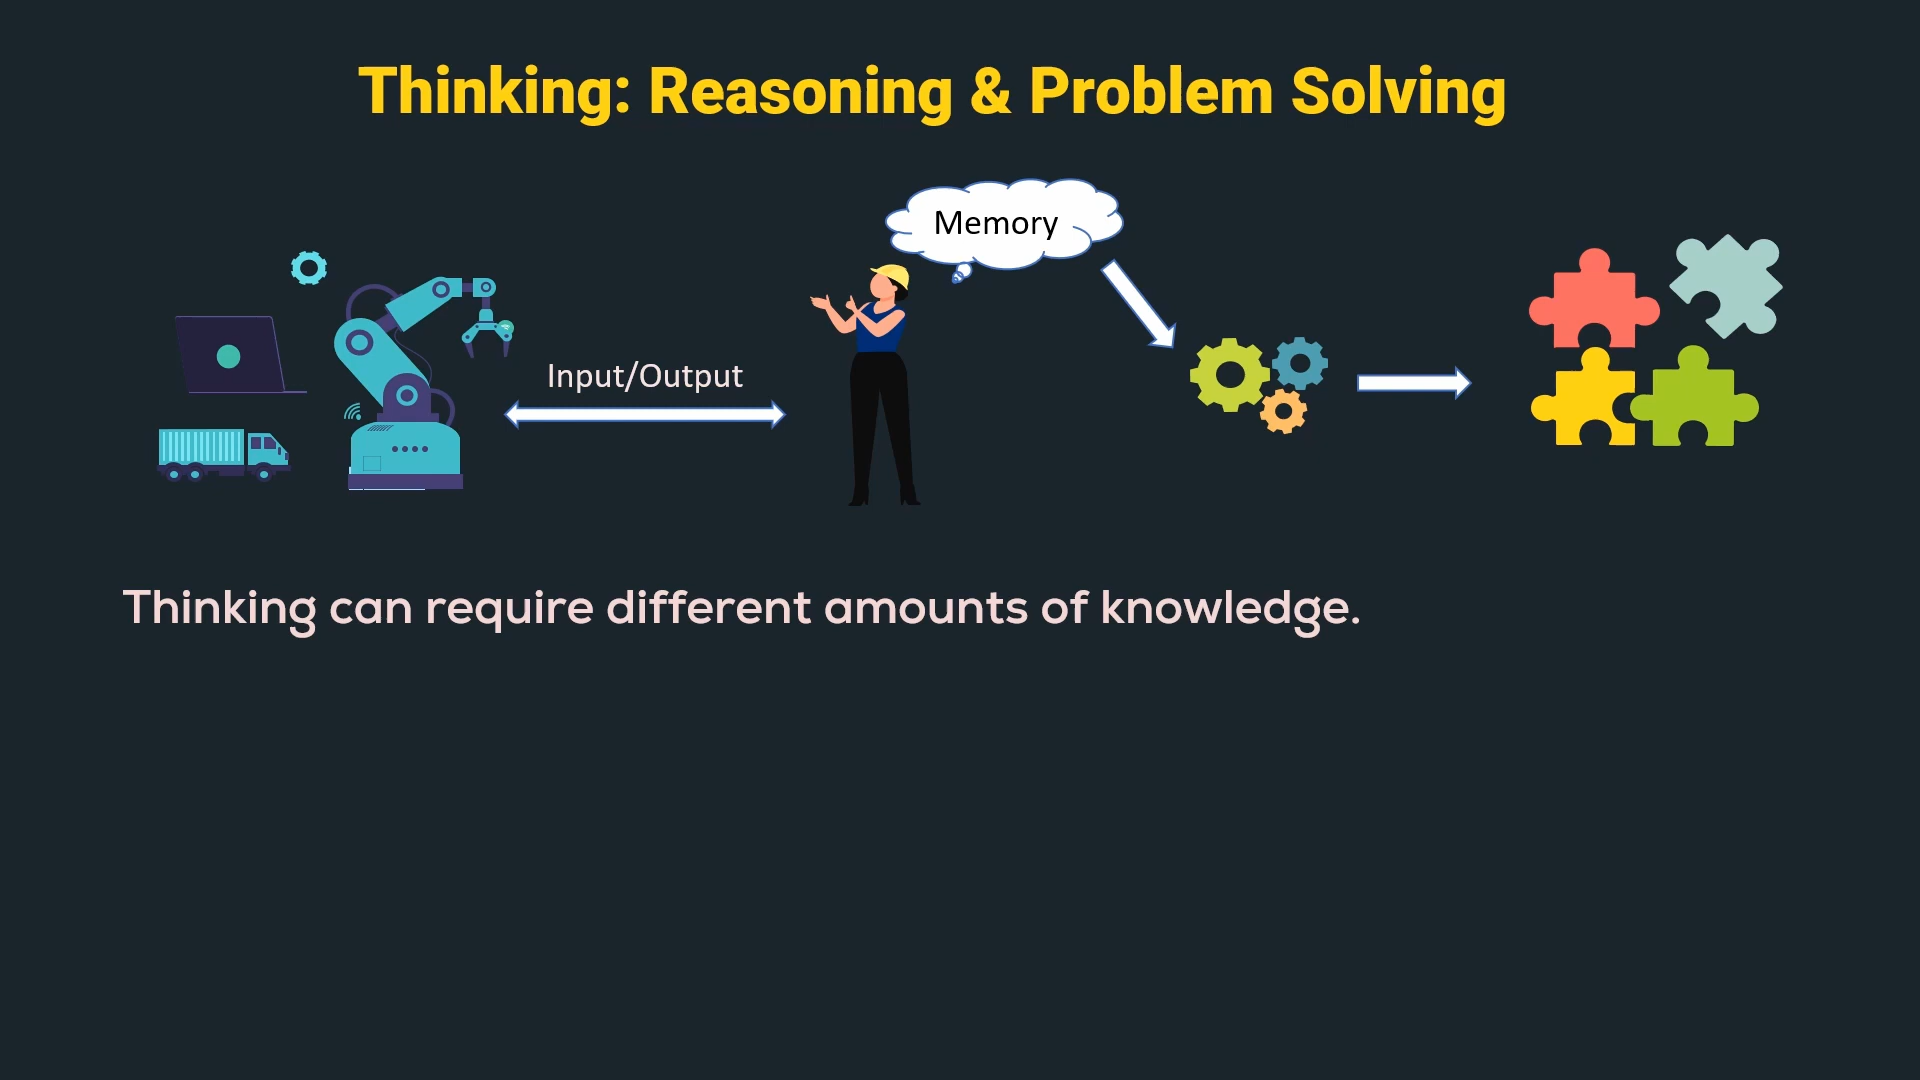 Thinking: Reasoning & Problem Solving
Memory
Input/Output
Thinking can require different amounts of knowledge.